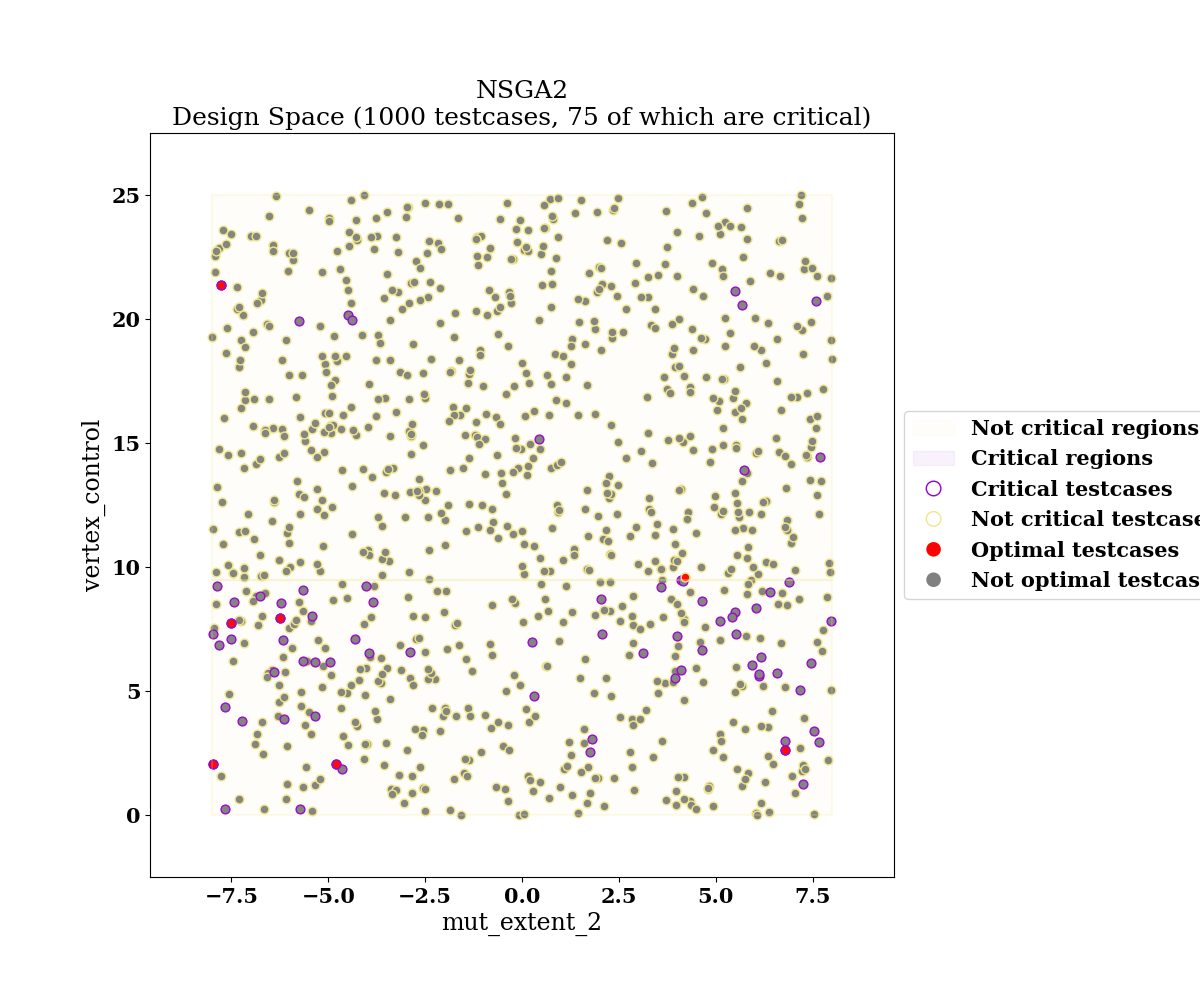 NSGA2
Design Space (1000 testcases, 75 of which are critical)
25
20
15
10
5
0
vertex_control
−7.5
−5.0
−2.5
0.0
2.5
5.0
7.5
mut_extent_2
Not critical regions
Critical regions
Critical testcases
Not critical testcase
Optimal testcases
Not optimal testcas